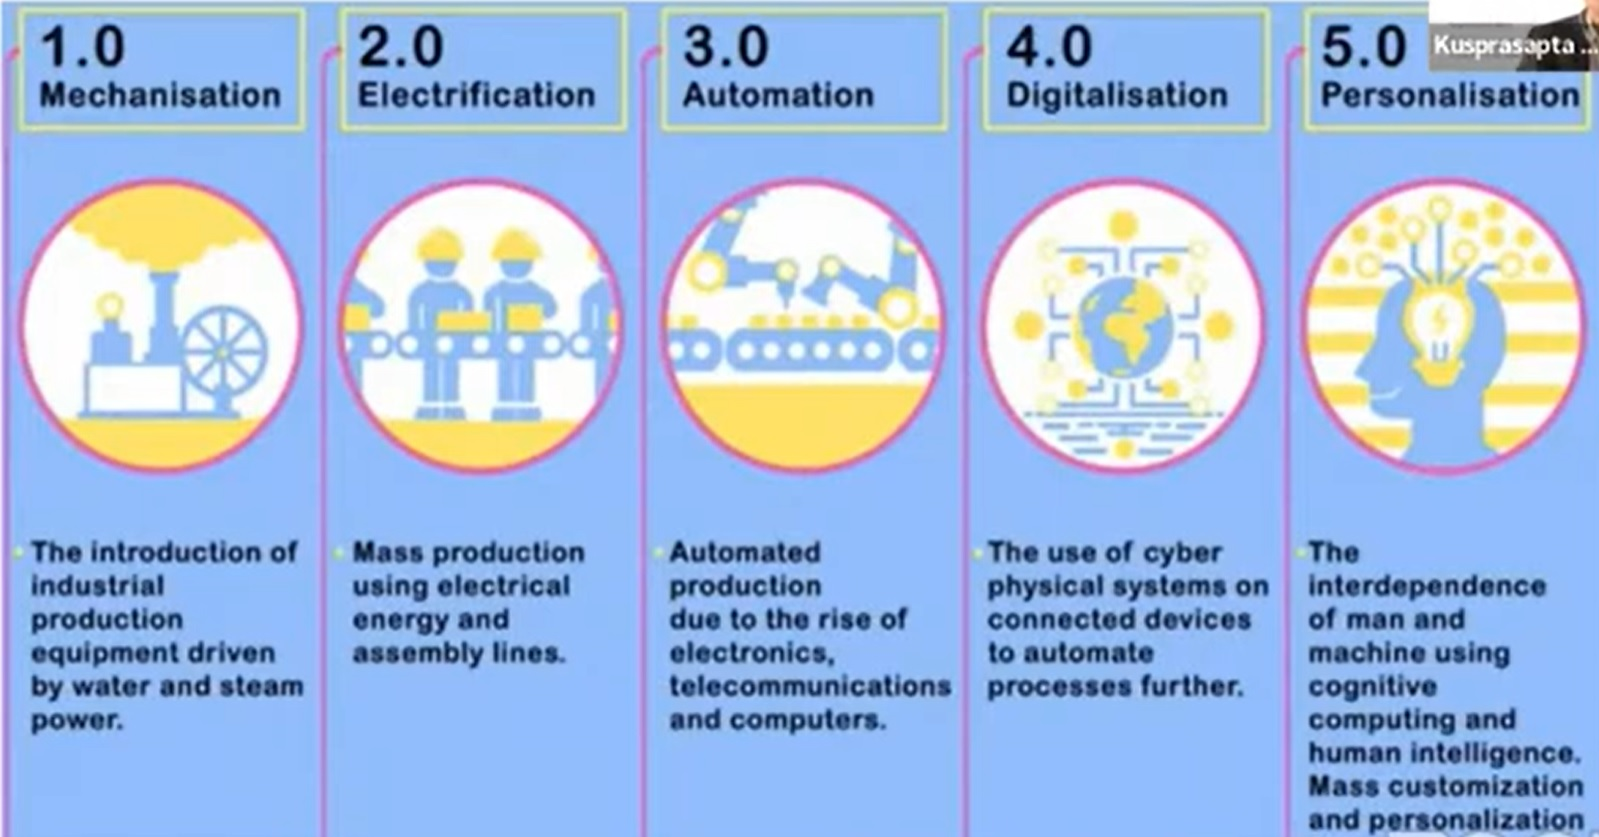 1.0
Mechanisation
The introduction of
industrial
production
equipment driven
by water and steam
power.
2.0
Electrification
Mass production
using electrical
energy and
assembly lines.
3.0
Automation
Automated
production
due to the rise of
electronics,
telecommunications
and computers.
4.0
Digitalisation
The use of cyber
physical systems on
connected devices
to automate
processes further.
5.0
Personalisation
The
interdependence
of man and
machine using
cognitive
computing and
human intelligence.
Mass customization
and personalization
Kusprasapta ...